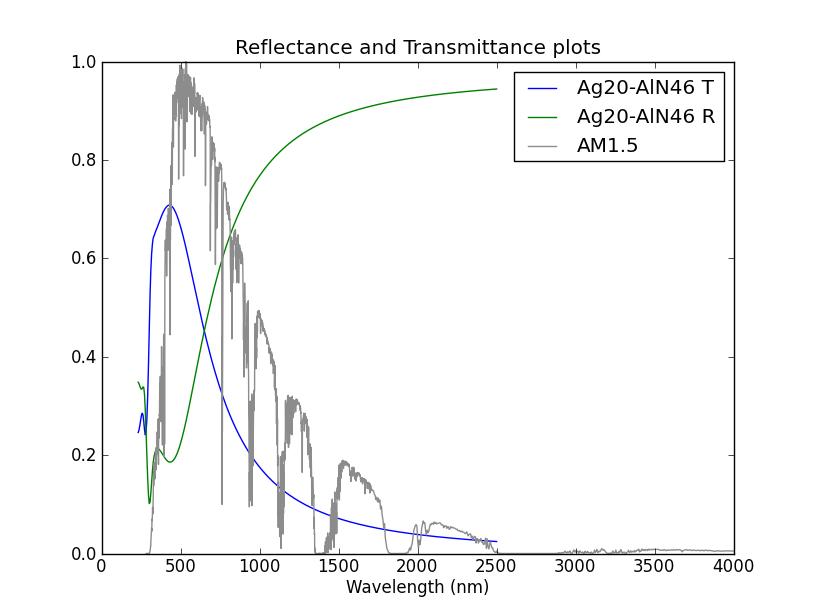 Reflectance and Transmittance plots
1.0
0.8
0.6
0.4
0.2
0.0
Ag20-AlN46 T
Ag20-AlN46 R
AM1.5
0 500 1000 1500 2000 2500 3000 3500 4000
Wavelength (nm)